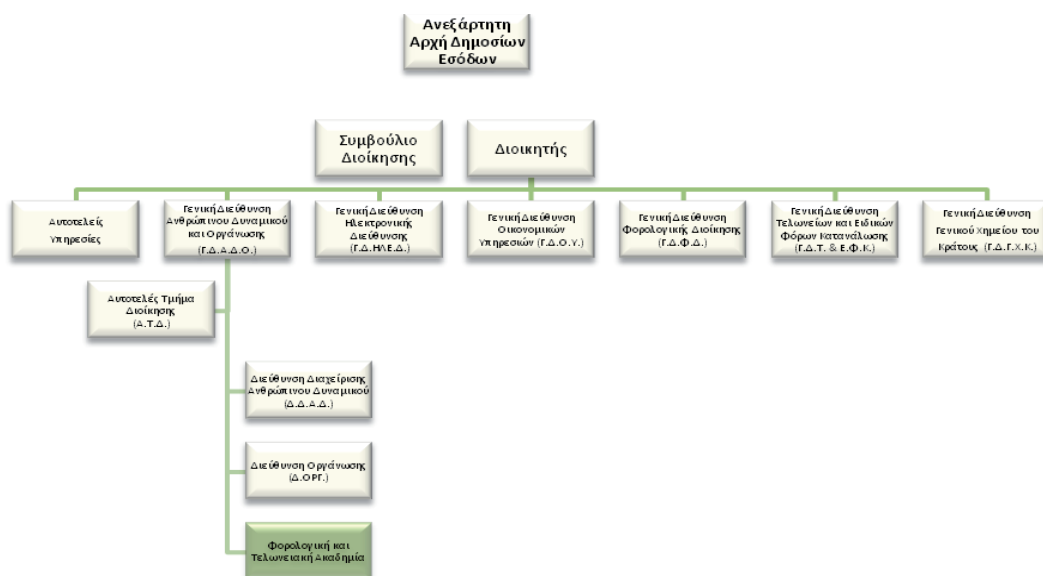 Ανεξάρτητη
Αρχή Δημοσίων
Εσόδων
Συμβούλιο
Διοίκησης
Διοικητής
Αυτοτελείς
Υπηρεσίες
Γενική Διεύθυνση
Ανθρώπινου Δυναμικού
και Οργάνωσης
(Γ.Δ.Α.Δ.Ο.)
Γενική Διεύθυνση
Ηλεκτρονικής
Διεύθυνσης
(Γ.Δ.ΗΛΕ.Δ.)
Γενική Διεύθυνση
Οικονομικών
Υπηρεσιών (Γ.Δ.Ο.Υ.)
Γενική Διεύθυνση
Φορολογικής Διοίκησης
(Γ.Δ.Φ.Δ.)
Γενική Διεύθυνση
Τελωνείων και Ειδικών
Φόρων Κατανάλωσης
(Γ.Δ.Τ. & Ε.Φ.Κ.)
Γενική Διεύθυνση
Γενικού Χημείου του
Κράτους (Γ.Δ.Γ.Χ.Κ.)
Αυτοτελές Τμήμα
Διοίκησης
(Α.Τ.Δ.)
Διεύθυνση Διαχείρισης
Ανθρώπινου Δυναμικού
(Δ.Δ.Α.Δ.)
Διεύθυνση Οργάνωσης
(Δ.ΟΡΓ.)
Φορολογική και
Τελωνειακή Ακαδημία